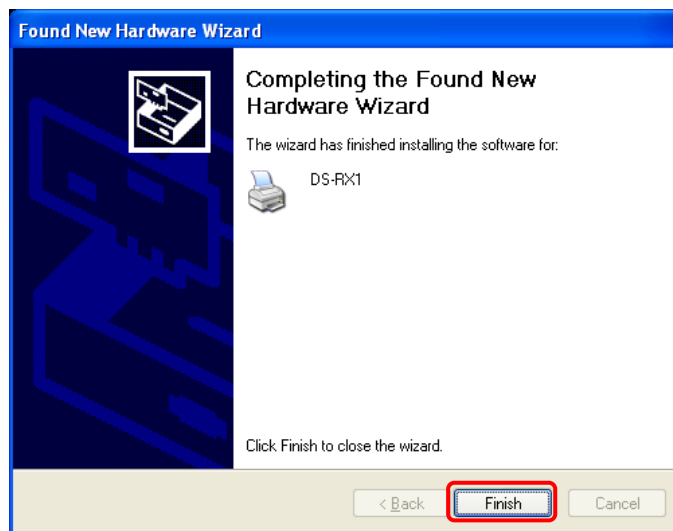 Found New Hardware Wizard
Completing the Found New
Hardware Wizard
The wizard has finished installing the software for:
DS-RX1
Click Finish to close the wizard.
< Back
Finish
Cancel